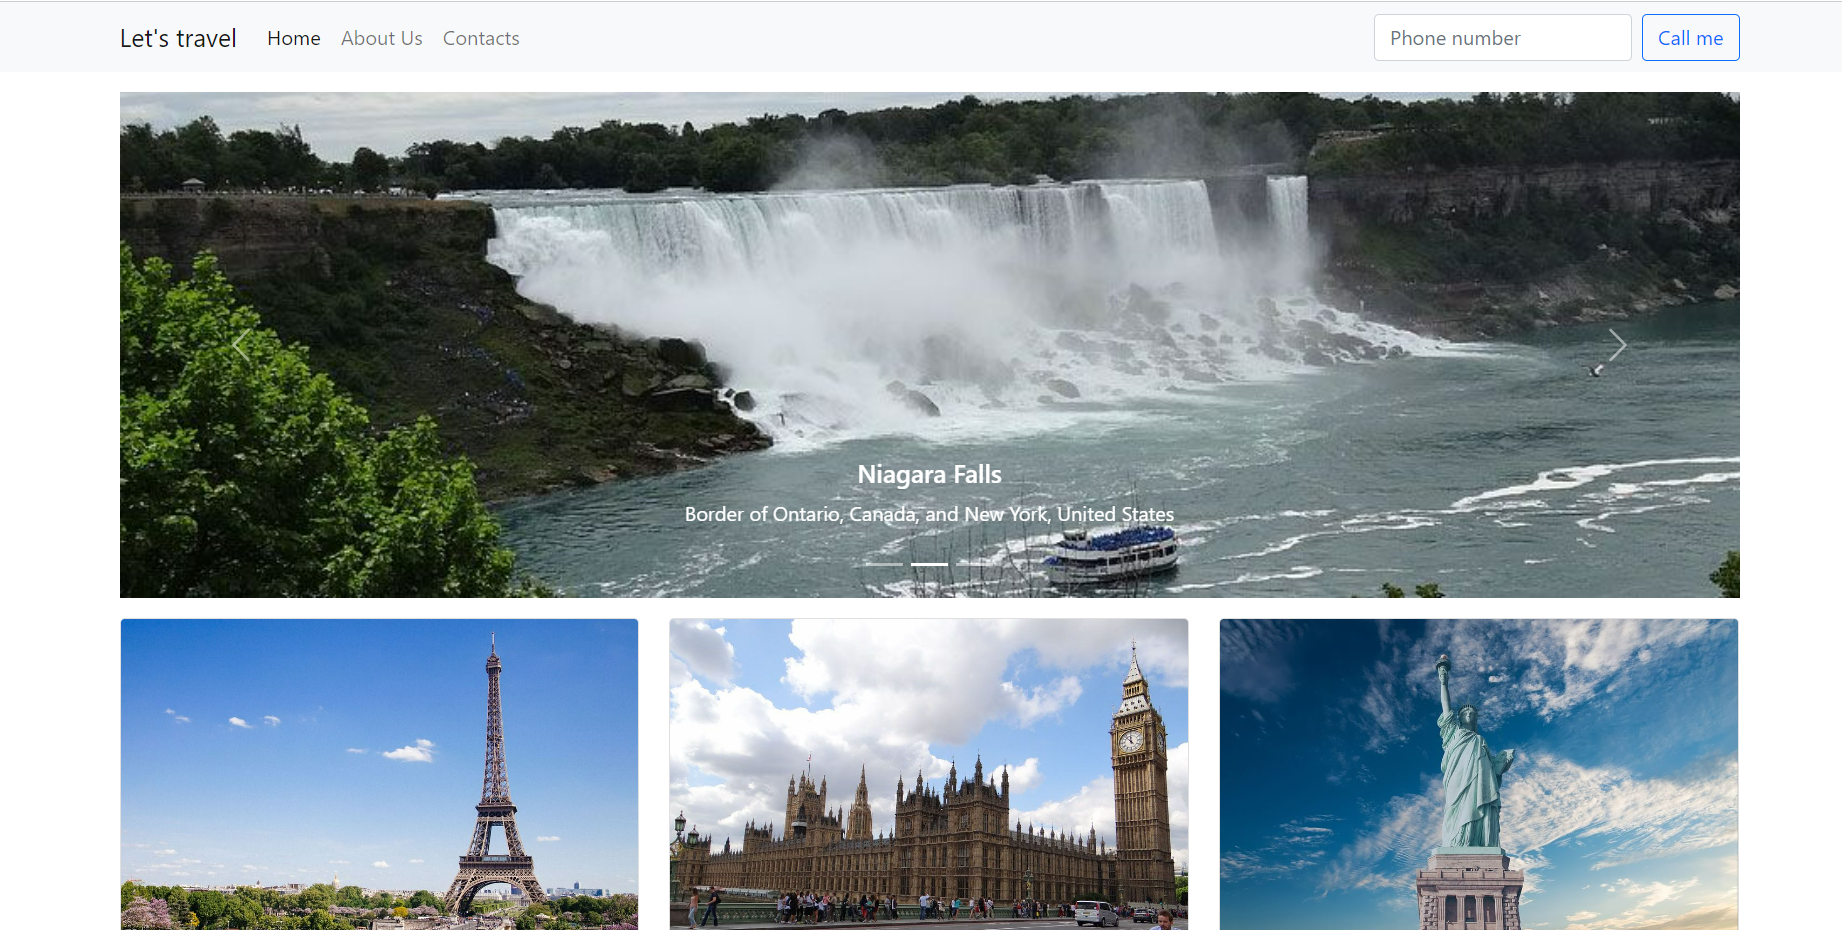 Let's travel Home About Us Contacts Phone number Call me
Niagara Falls
Border of Ontario, Canada, and New York, United States